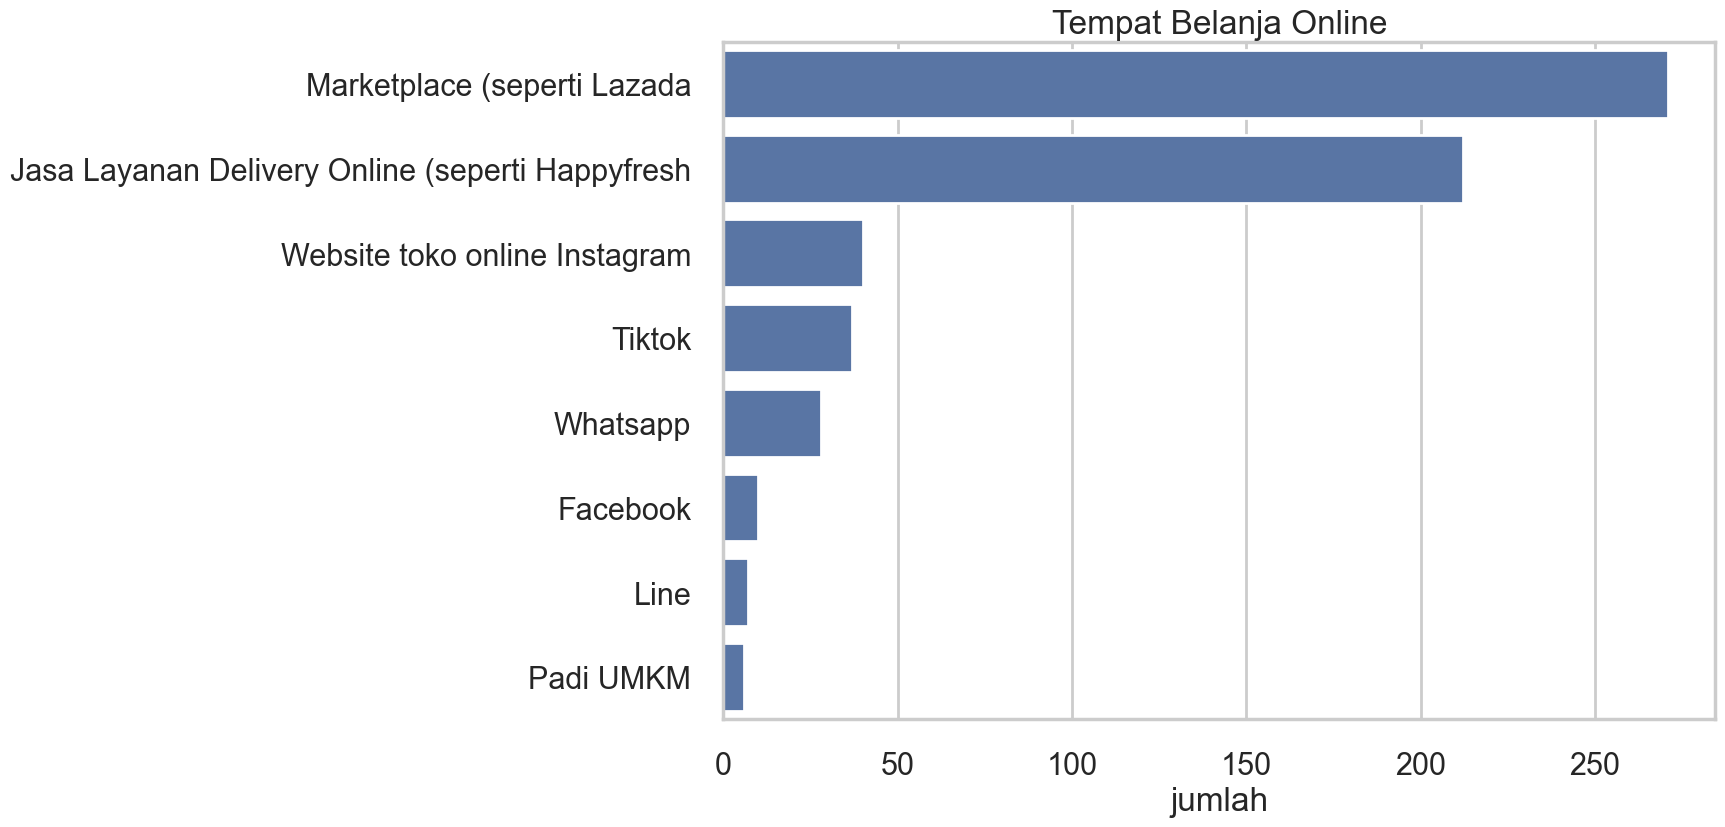 Tempat Belanja Online
Marketplace (seperti Lazada
Jasa Layanan Delivery Online (seperti Happyfresh
Website toko online Instagram
Tiktok
Whatsapp
Facebook
Line
Padi UMKM
0 50 100 150 200 250
jumlah